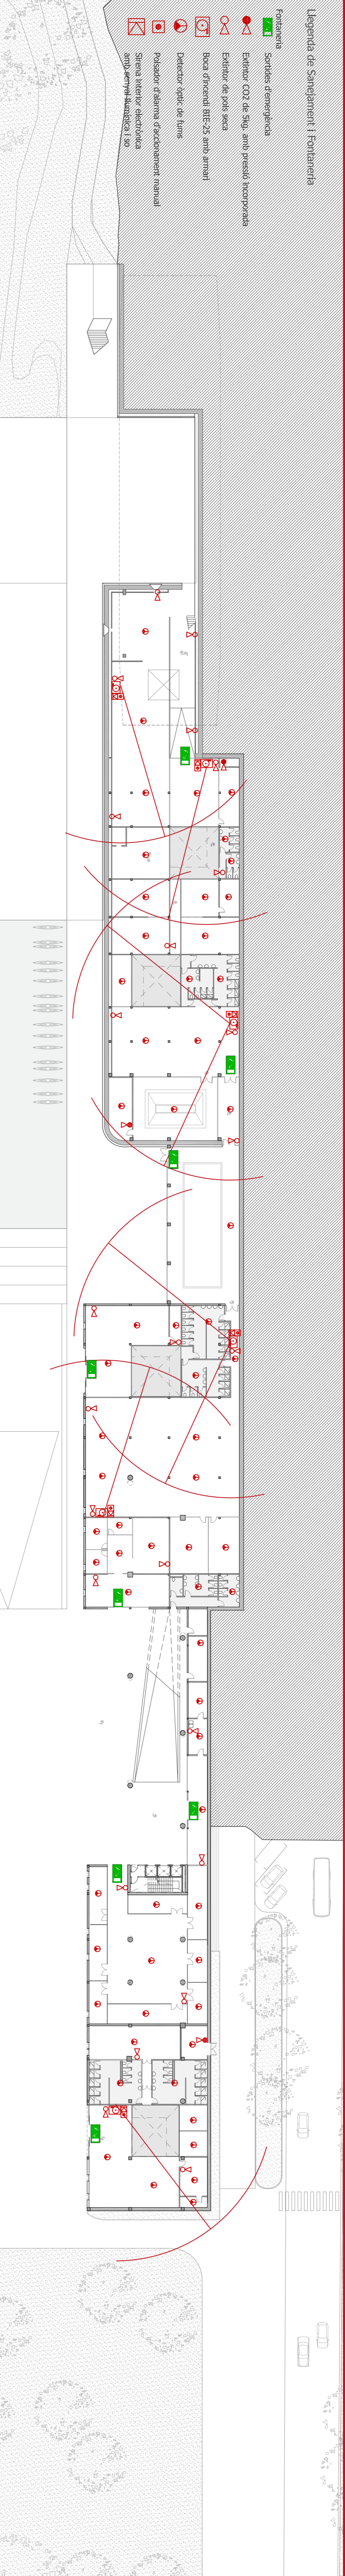 Llegenda de Sanejament i Fontaneria
Fontaneria
Sortides d'emergència
Extintor CO2 de 5kg. amb pressió incorporada
Extintor de pols seca
Boca d'incendi BIE-25 amb armari
Detector òptic de fums
Polsador d'alarma d'accionament manual
Sirena interior electrònica
amb senyal lluminica i so